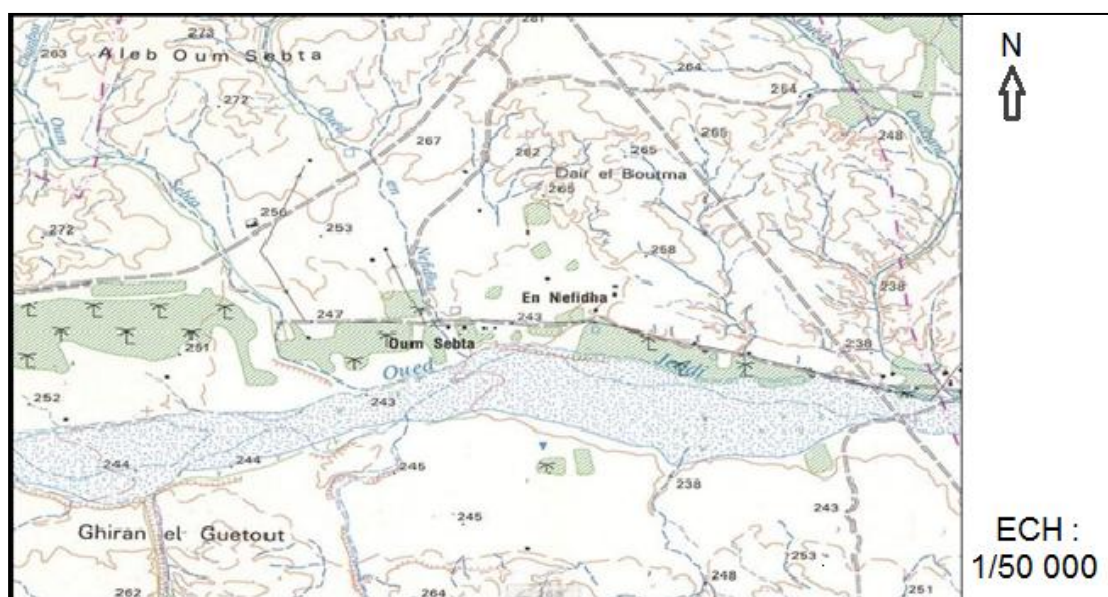 281
273
Aleb Oum Sebta
263
264
N
272
264
267
265
248
262
265
Dair el Boutma
265
Oued
en
Nefidha
Oum
Sebta
256
253
258
272
238
En Nefidha
247
243
Oum Sebta
251
238
Oued
Jeddi
252
243
244
244
245
238
245
243
Ghiran el Guetout
253
248
251
262
264
ECH :
1/50 000